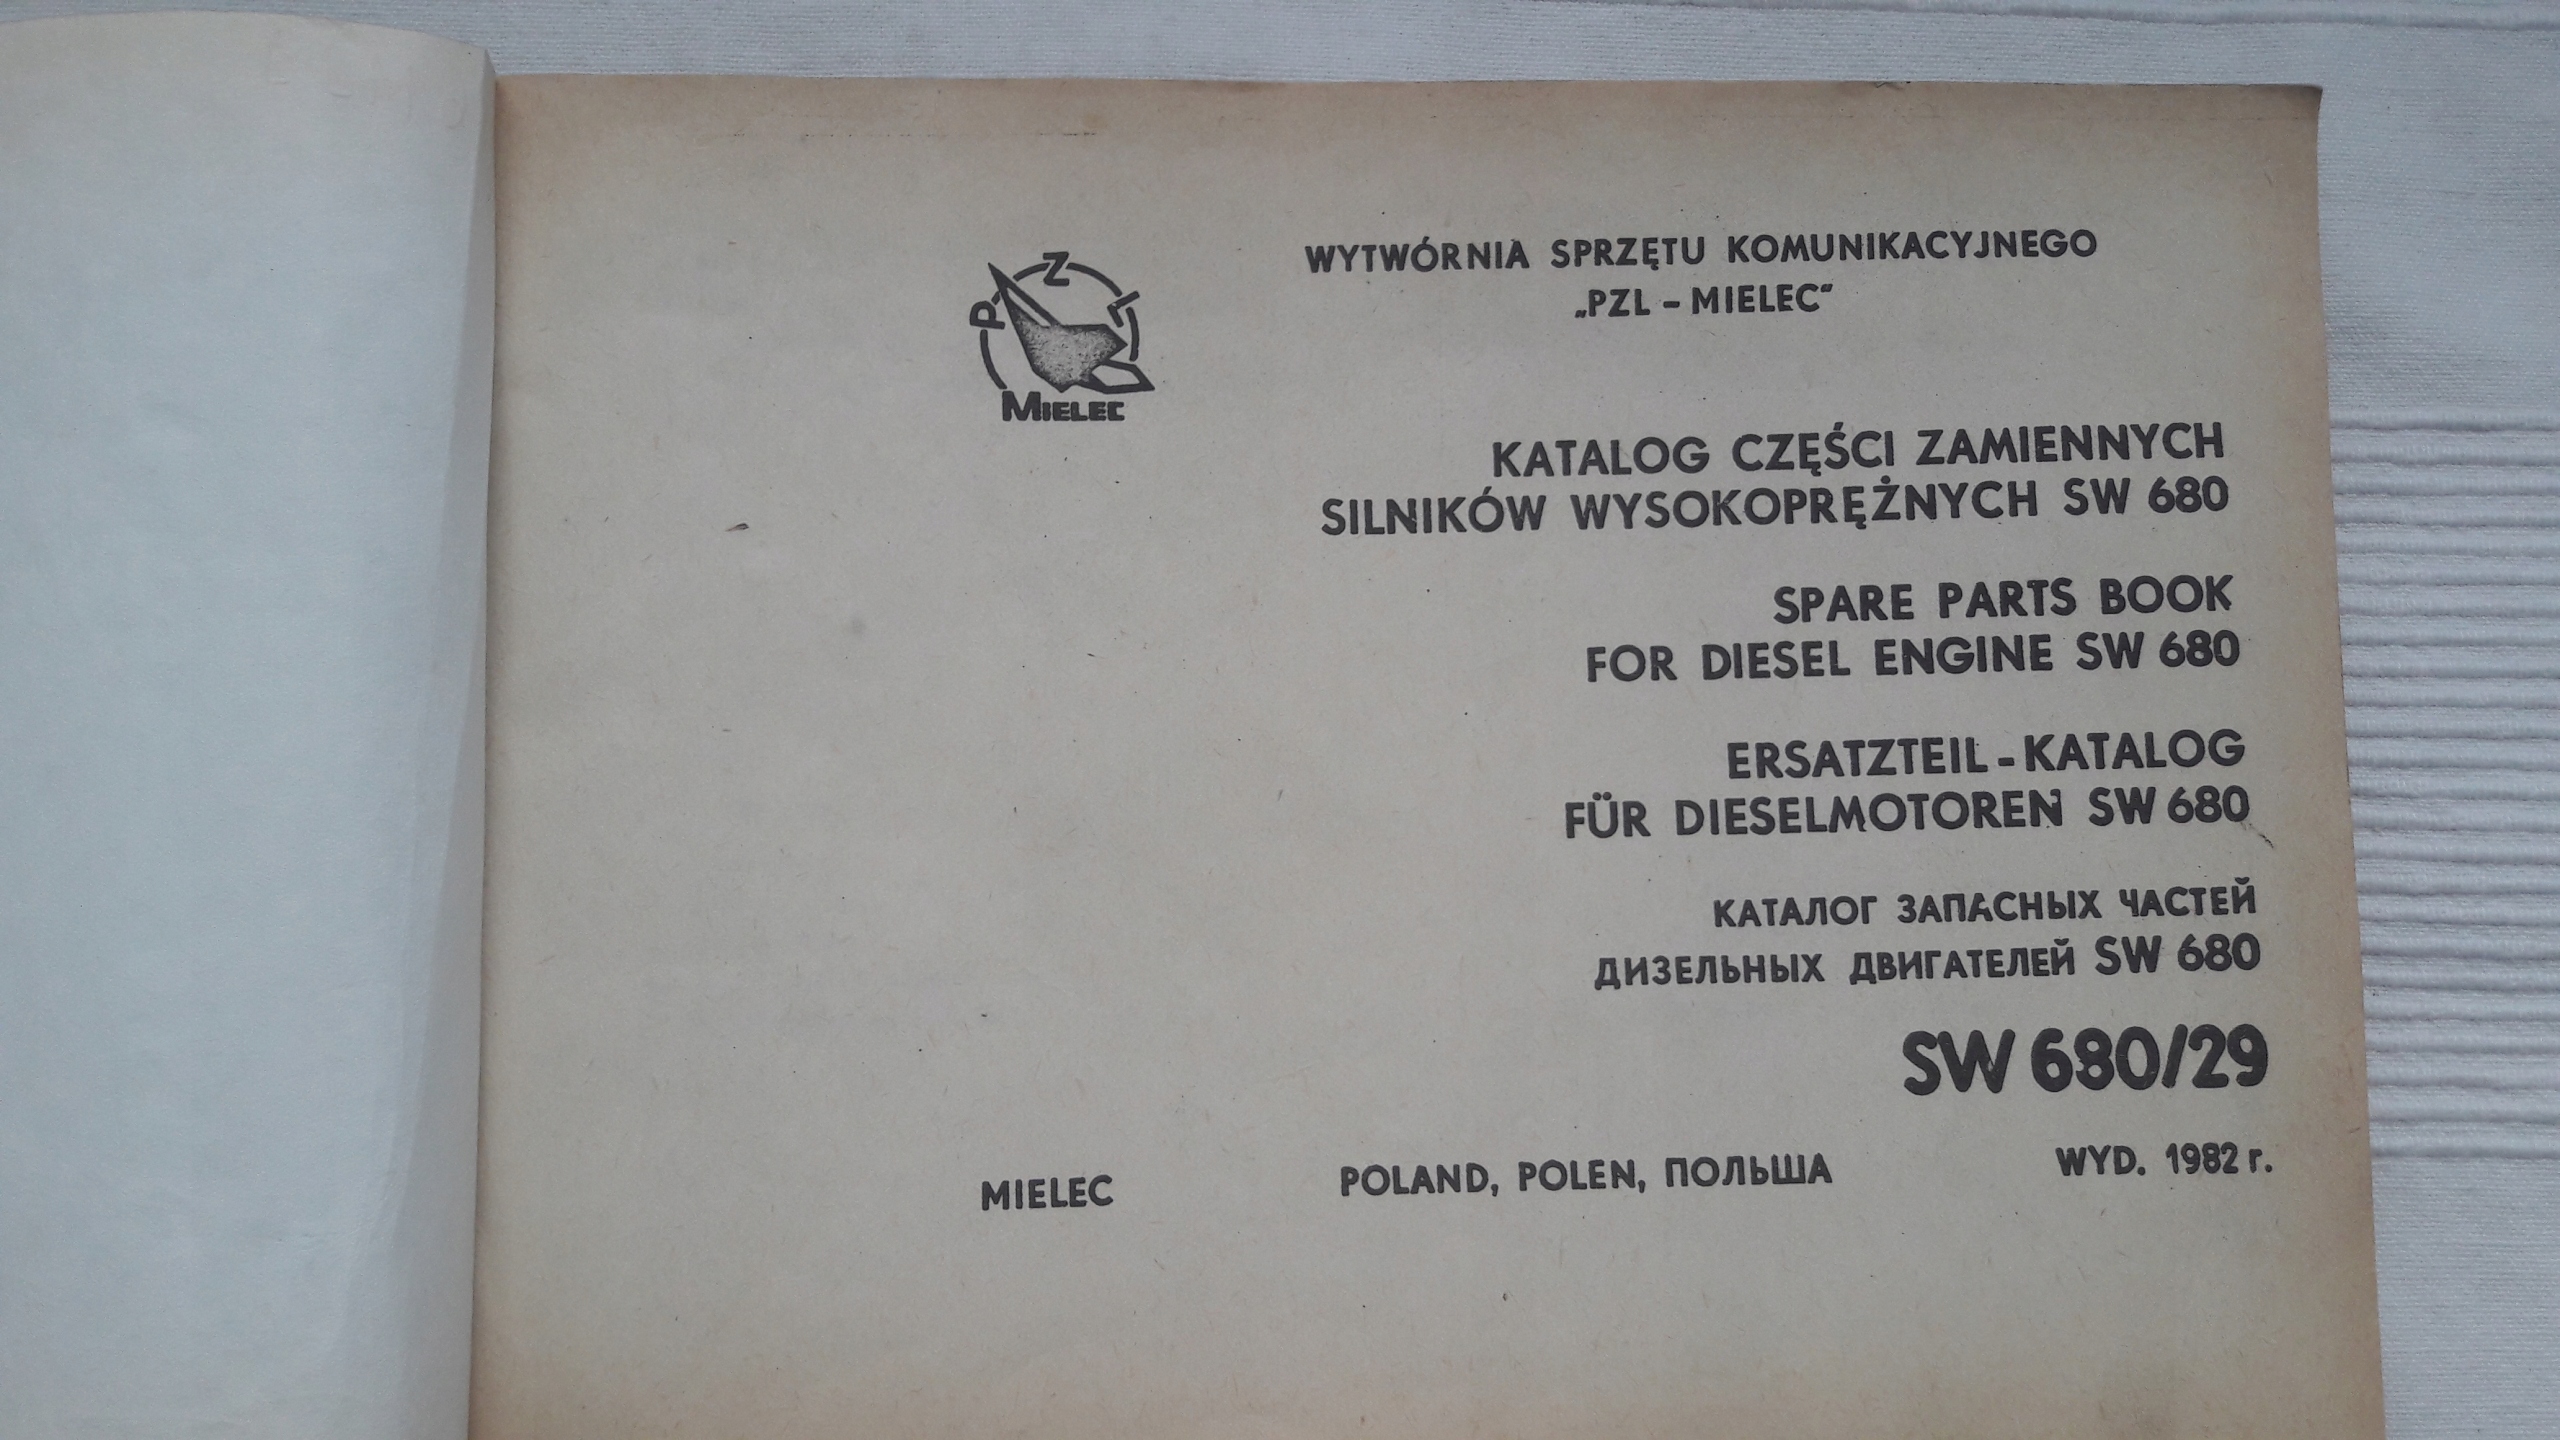 P Z L
MIELEC
WYTWÓRNIA SPRZĘTU KOMUNIKACYJNEGO
„PZL – MIELEC”
KATALOG CZĘŚCI ZAMIENNYCH
SILNIKÓW WYSOKOPRĘŻNYCH SW 680
SPARE PARTS BOOK
FOR DIESEL ENGINE SW 680
ERSATZTEIL-KATALOG
FÜR DIESELMOTOREN SW 680
КАТАЛОГ ЗАПАСНЫХ ЧАСТЕЙ
ДИЗЕЛЬНЫХ ДВИГАТЕЛЕЙ SW 680
SW 680/29
MIELEC POLAND, POLEN, ПОЛЬША WYD. 1982 r.